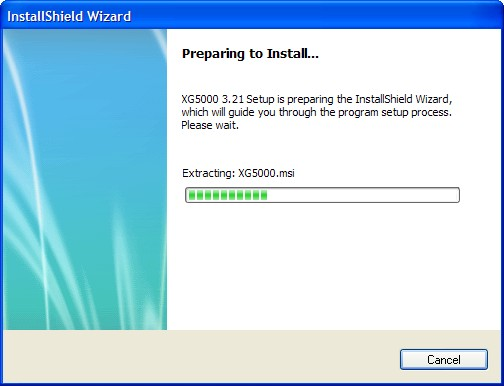 InstallShield Wizard
Preparing to Install...
XG5000 3.21 Setup is preparing the InstallShield Wizard,
which will guide you through the program setup process.
Please wait.
Extracting: XG5000.msi
Cancel